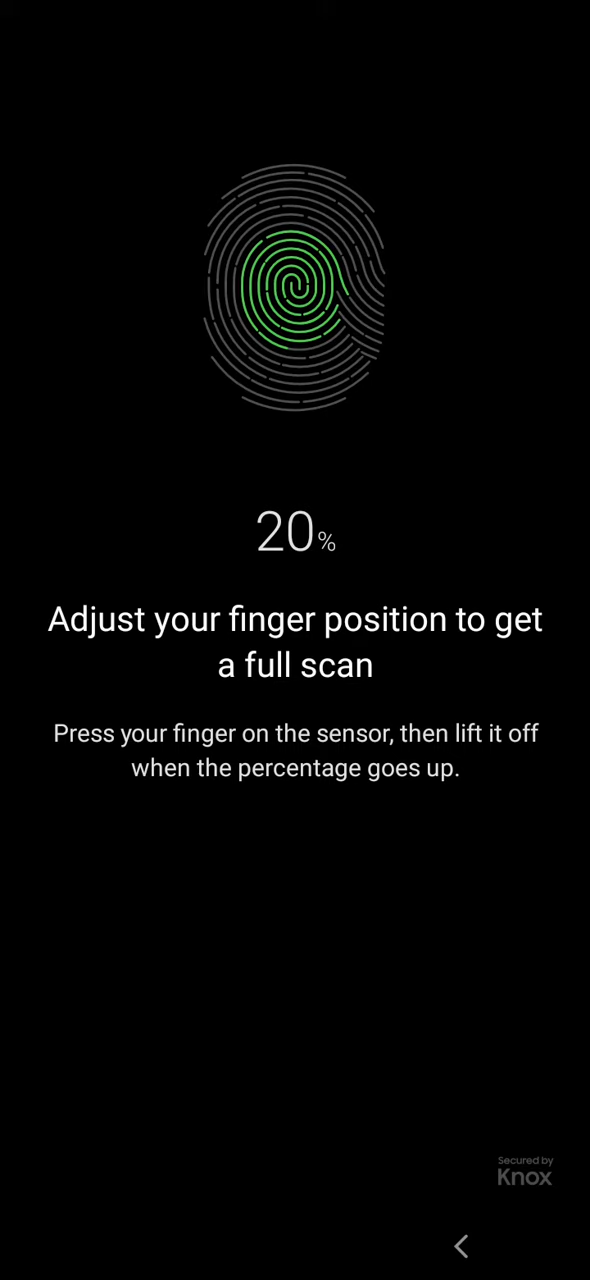 20%
Adjust your finger position to get
a full scan
Press your finger on the sensor, then lift it off
when the percentage goes up.
Secured by
Knox